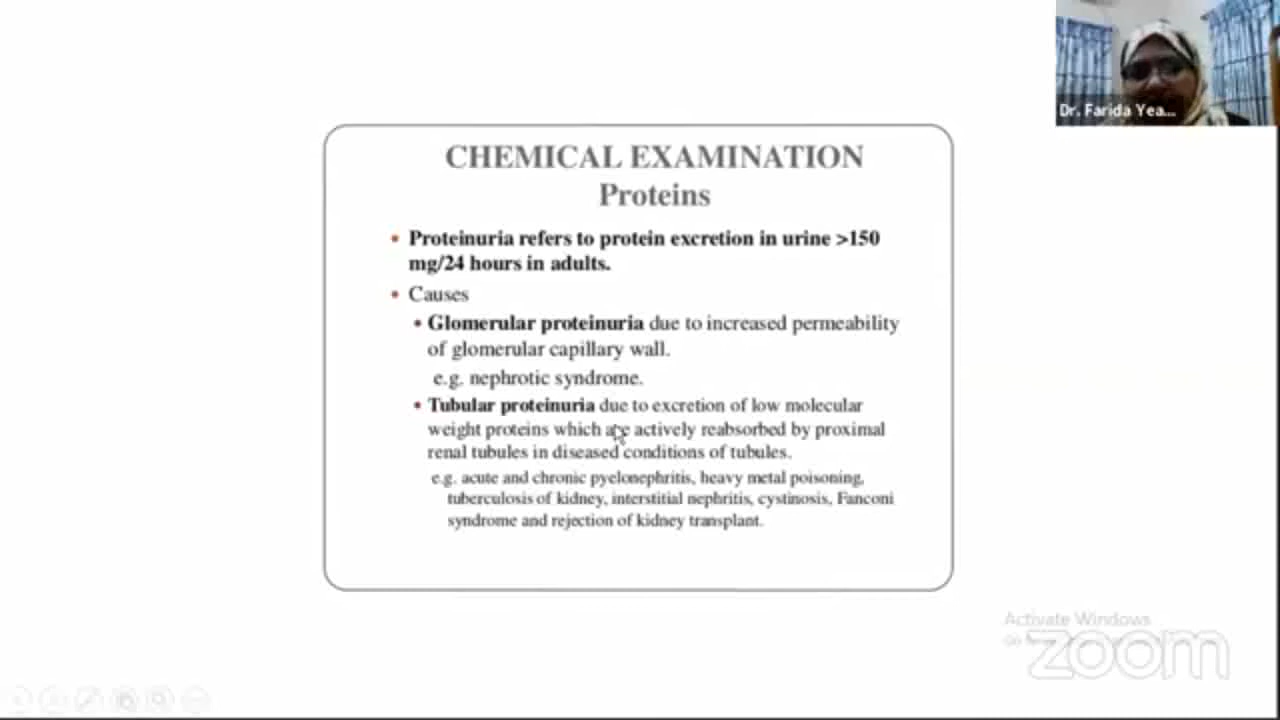 Dr. Farida Yea...
CHEMICAL EXAMINATION
Proteins
• Proteinuria refers to protein excretion in urine >150
mg/24 hours in adults.
• Causes
• Glomerular proteinuria due to increased permeability
of glomerular capillary wall.
e.g. nephrotic syndrome.
• Tubular proteinuria due to excretion of low molecular
weight proteins which are actively reabsorbed by proximal
renal tubules in diseased conditions of tubules.
e.g. acute and chronic pyelonephritis, heavy metal poisoning,
tuberculosis of kidney, interstitial nephritis, cystinosis, Fanconi
syndrome and rejection of kidney transplant.
Activate Windows
zoom